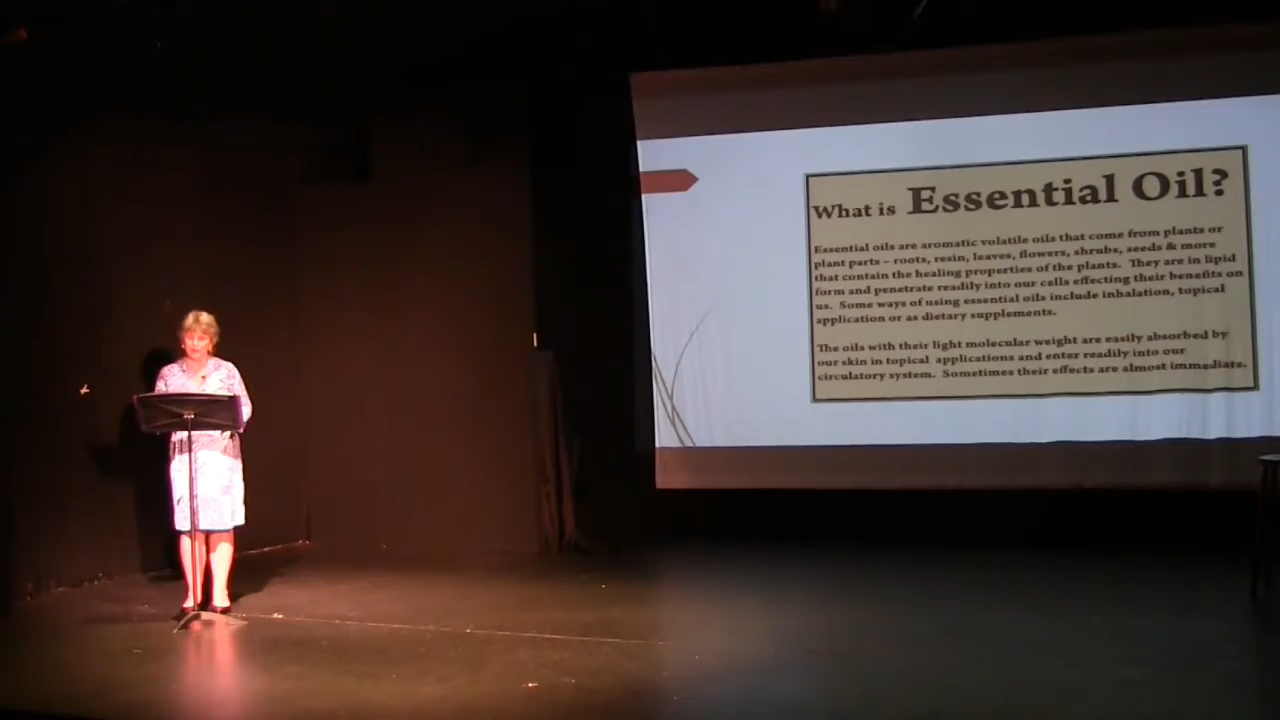 What is Essential Oil?
Essential oils are aromatic volatile oils that come from plants or
plant parts – roots, resin, leaves, flowers, shrubs, seeds & more
that contain the healing properties of the plants. They are in lipid
form and penetrate readily into our cells effecting their benefits on
us. Some ways of using essential oils include inhalation, topical
application or as dietary supplements.
The oils with their light molecular weight are easily absorbed by
our skin in topical applications and enter readily into our
circulatory system. Sometimes their effects are almost immediate.